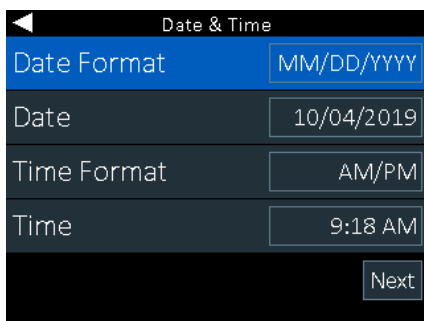 Date & Time
Date Format MM/DD/YYYY
Date 10/04/2019
Time Format AM/PM
Time 9:18 AM
Next